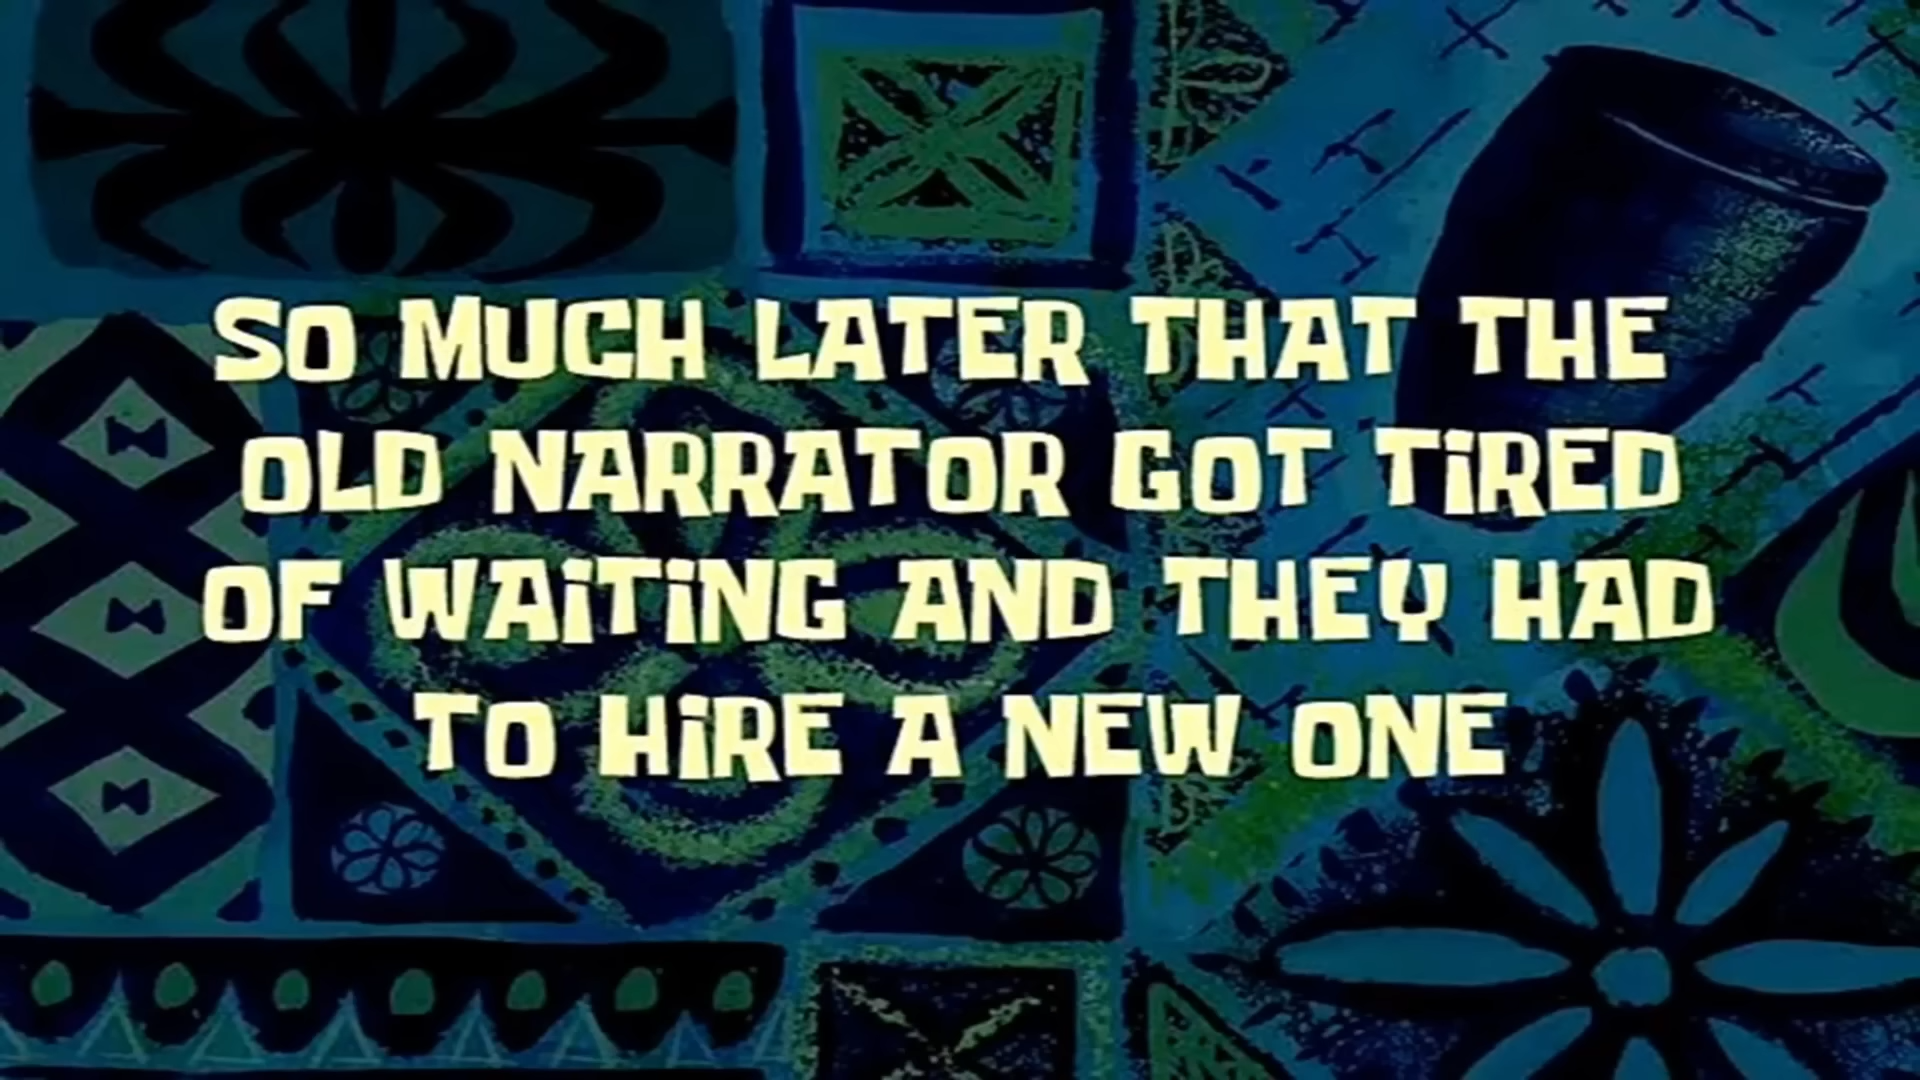 SO MUCH LATER THAT THE
OLD NARRATOR GOT TiRED
OF WAiTiNG AND THEY HAD
TO HiRE A NEW ONE